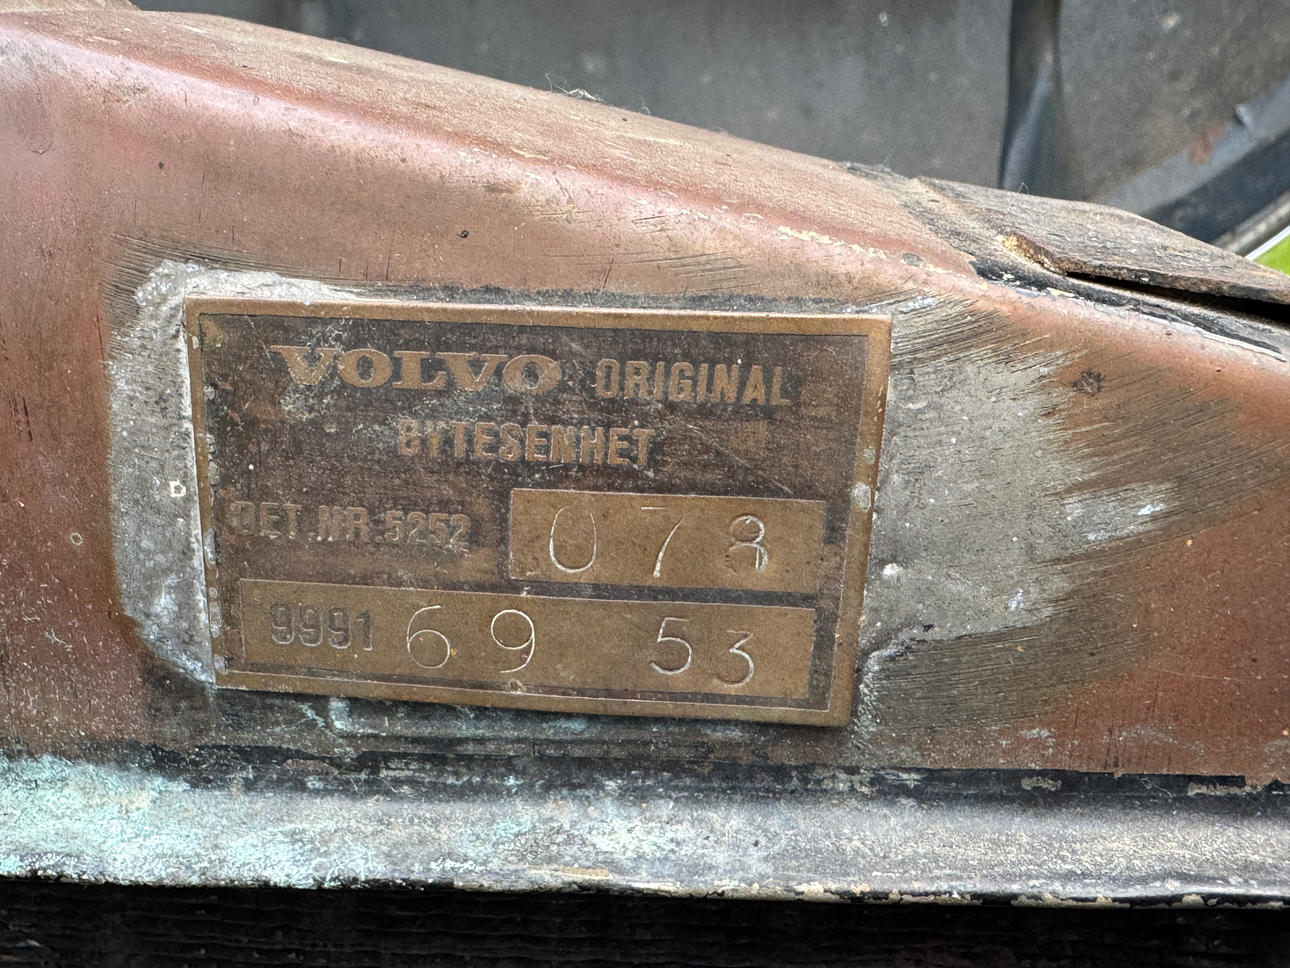 VOLVO ORIGINAL
BYTESENHET
DET.NR.5252 078
9991 69 53